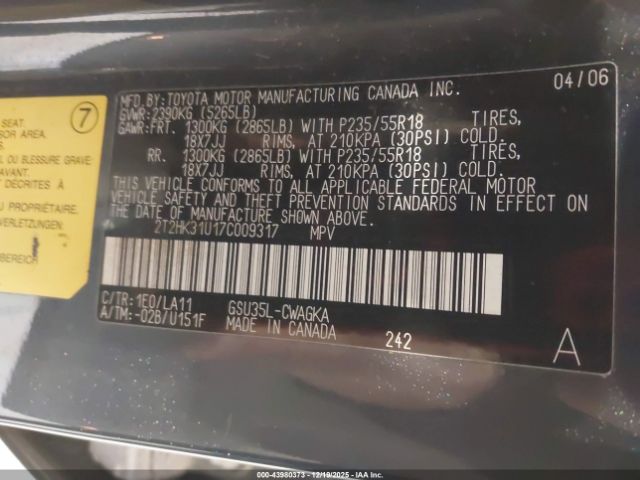 7
SEAT.
SOR AREA.
L OU BLESSURE GRAVE
AVANT.
DÉCRITES À
U PROPRIÉTAIRE.
VERLETZUNGEN.
BEREICH
04/06
MFD. BY: TOYOTA MOTOR MANUFACTURING CANADA INC.
GVWR: 2390KG (5265LB)
GAWR: FRT. 1300KG (2865LB) WITH P235/55R18 TIRES,
18X7JJ RIMS, AT 210KPA (30PSI) COLD.
RR. 1300KG (2865LB) WITH P235/55R18 TIRES,
18X7JJ RIMS, AT 210KPA (30PSI) COLD.
THIS VEHICLE CONFORMS TO ALL APPLICABLE FEDERAL MOTOR
VEHICLE SAFETY AND THEFT PREVENTION STANDARDS IN EFFECT ON
THE DATE OF MANUFACTURE SHOWN ABOVE.
2T2HK31U17C009317 MPV
C/TR: 1E0/LA11 GSU35L-CWAGKA
A/TM: -02B/U151F MADE IN CANADA
242
A
000-43980373 - 12/19/2025 - IAAI.com